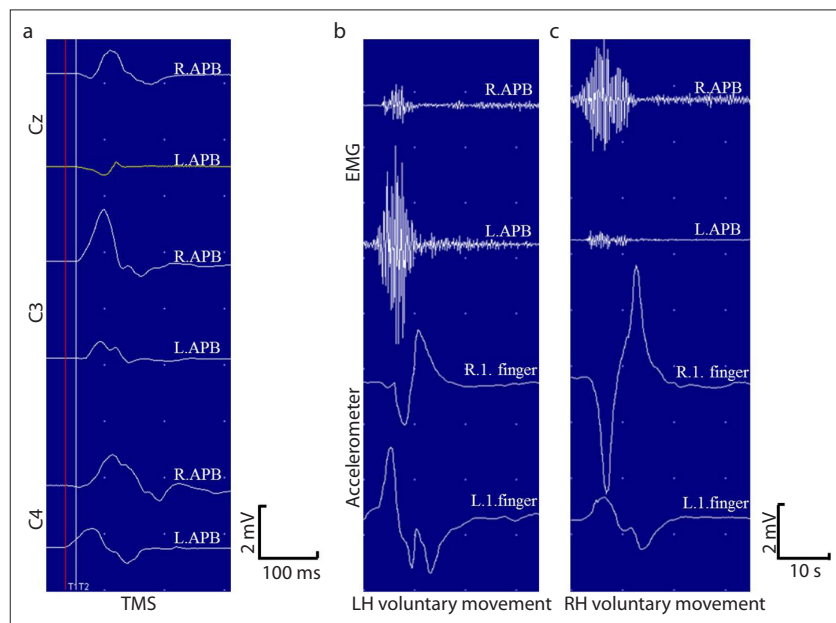 a
b
c
Cz
R.APB
L.APB
C3
R.APB
L.APB
C4
R.APB
L.APB
T1 T2
2 mV
100 ms
TMS
EMG
R.APB
L.APB
Accelerometer
R.1. finger
L.1.finger
LH voluntary movement
R.APB
L.APB
R.1. finger
L.1.finger
2 mV
10 s
RH voluntary movement